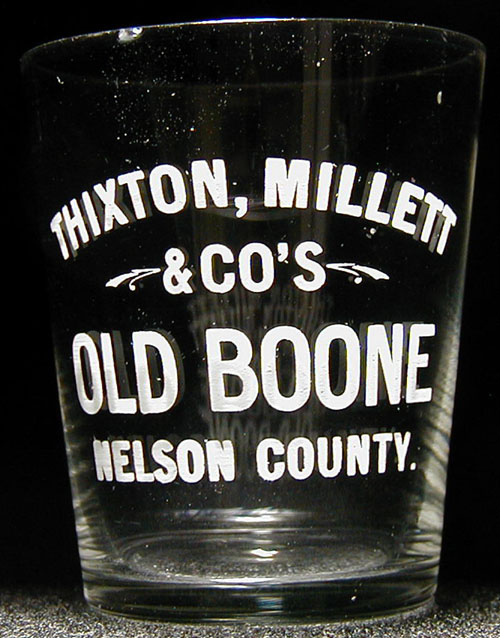 THIXTON, MILLETT
& CO'S
OLD BOONE
NELSON COUNTY.